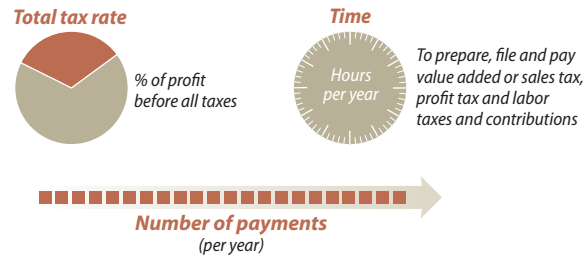 Total tax rate
% of profit
before all taxes
Time
Hours
per year
To prepare, file and pay
value added or sales tax,
profit tax and labor
taxes and contributions
Number of payments
(per year)